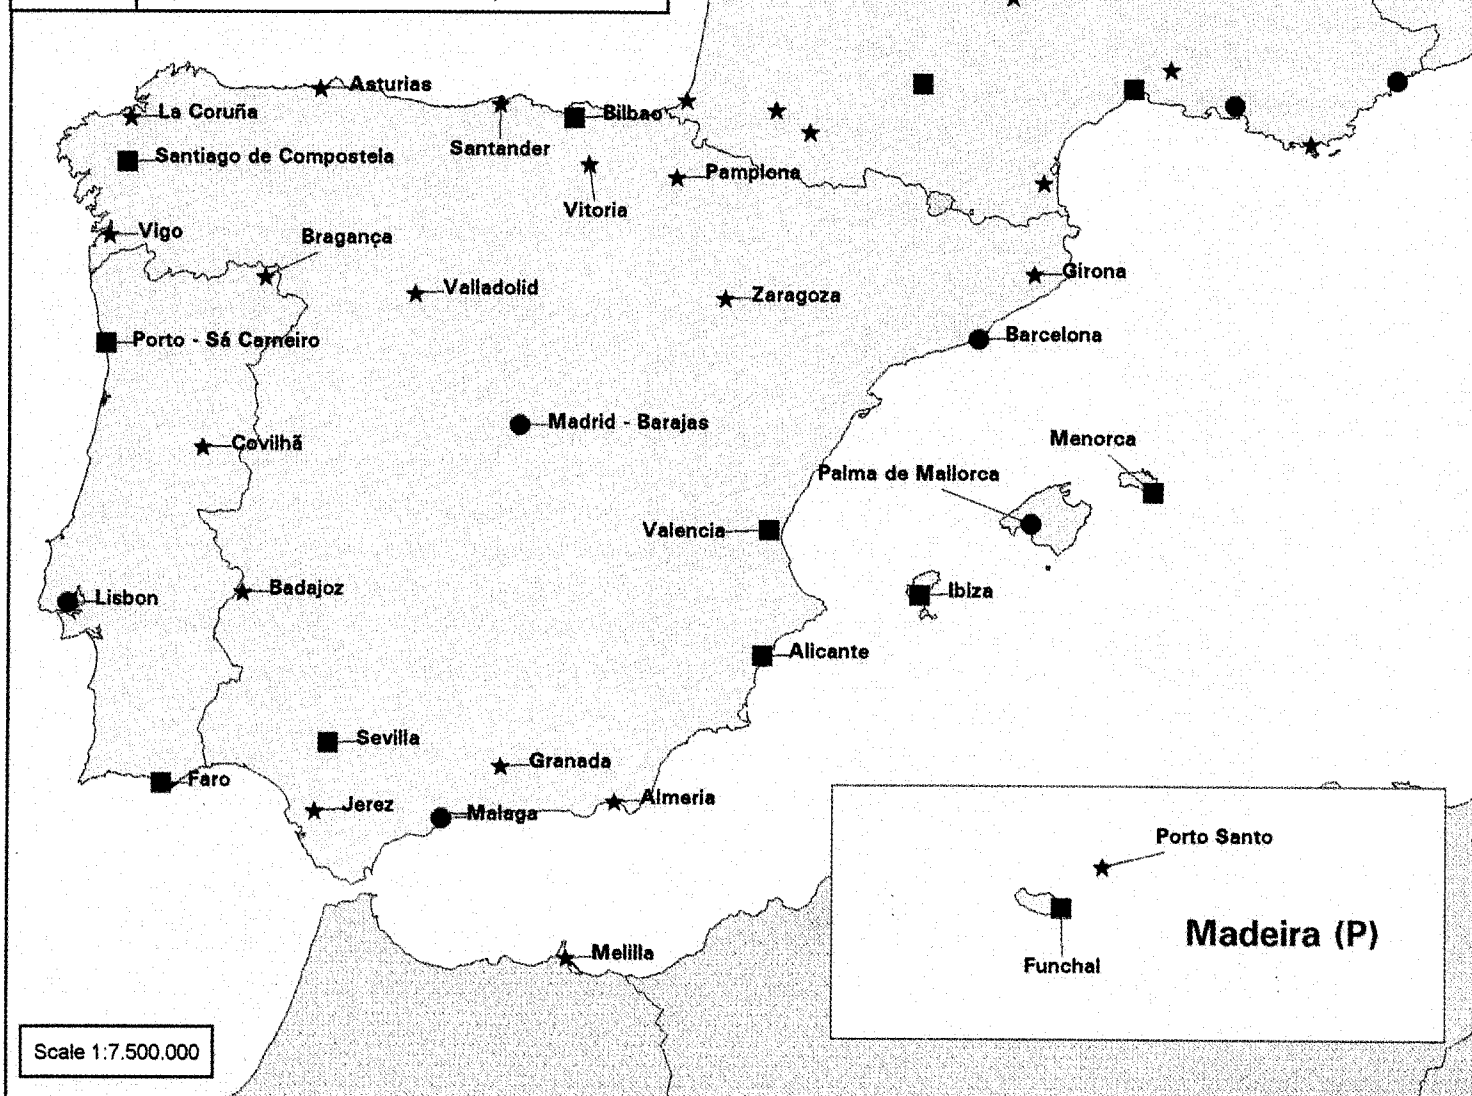 Asturias
La Coruña
Bilbao
Santander
Santiago de Compostela
Pamplona
Vitoria
Vigo
Bragança
Girona
Valladolid
Zaragoza
Barcelona
Porto - Sá Carneiro
Madrid - Barajas
Menorca
Covilhã
Palma de Mallorca
Valencia
Badajoz
Ibiza
Lisbon
Alicante
Sevilla
Granada
Faro
Almeria
Jerez
Malaga
Porto Santo
Madeira (P)
Melilla
Funchal
Scale 1:7.500.000